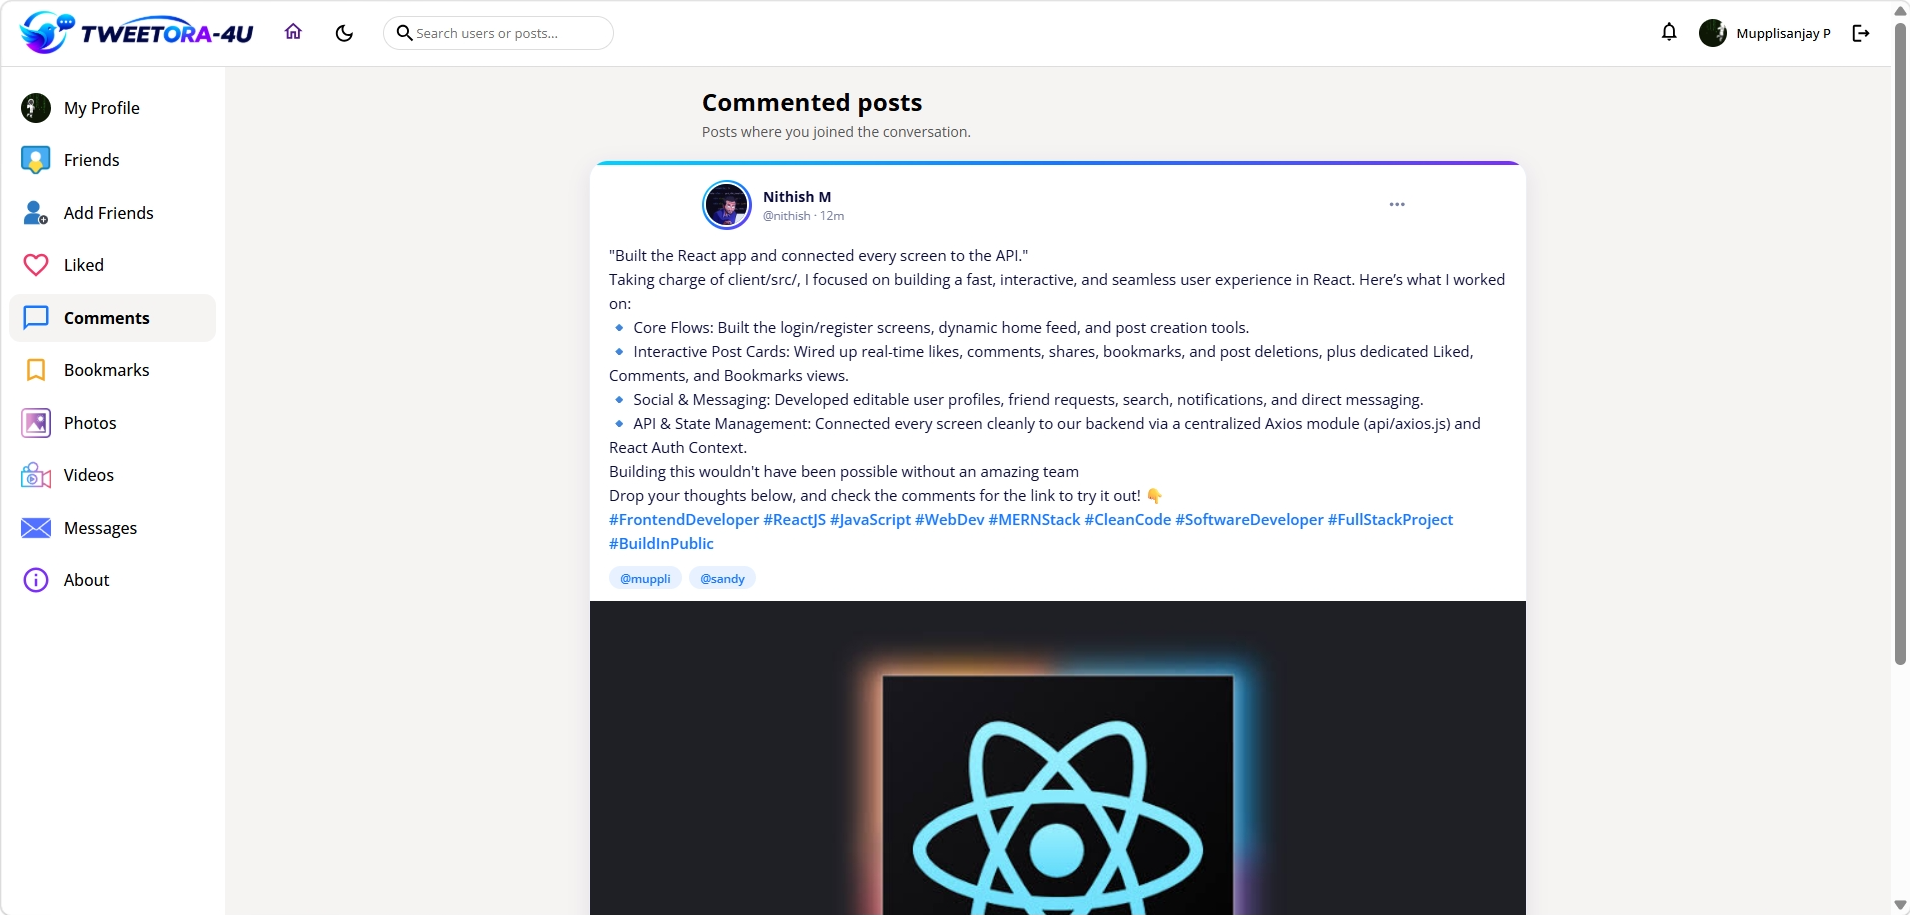 TWEETORA-4U
Search users or posts...
Mupplisanjay P
My Profile
Friends
Add Friends
Liked
Comments
Bookmarks
Photos
Videos
Messages
About
Commented posts
Posts where you joined the conversation.
Nithish M
@nithish · 12m
"Built the React app and connected every screen to the API."
Taking charge of client/src/, I focused on building a fast, interactive, and seamless user experience in React. Here’s what I worked
on:
🔹 Core Flows: Built the login/register screens, dynamic home feed, and post creation tools.
🔹 Interactive Post Cards: Wired up real-time likes, comments, shares, bookmarks, and post deletions, plus dedicated Liked,
Comments, and Bookmarks views.
🔹 Social & Messaging: Developed editable user profiles, friend requests, search, notifications, and direct messaging.
🔹 API & State Management: Connected every screen cleanly to our backend via a centralized Axios module (api/axios.js) and
React Auth Context.
Building this wouldn't have been possible without an amazing team
Drop your thoughts below, and check the comments for the link to try it out! 👇
#FrontendDeveloper #ReactJS #JavaScript #WebDev #MERNStack #CleanCode #SoftwareDeveloper #FullStackProject
#BuildInPublic
@muppli @sandy